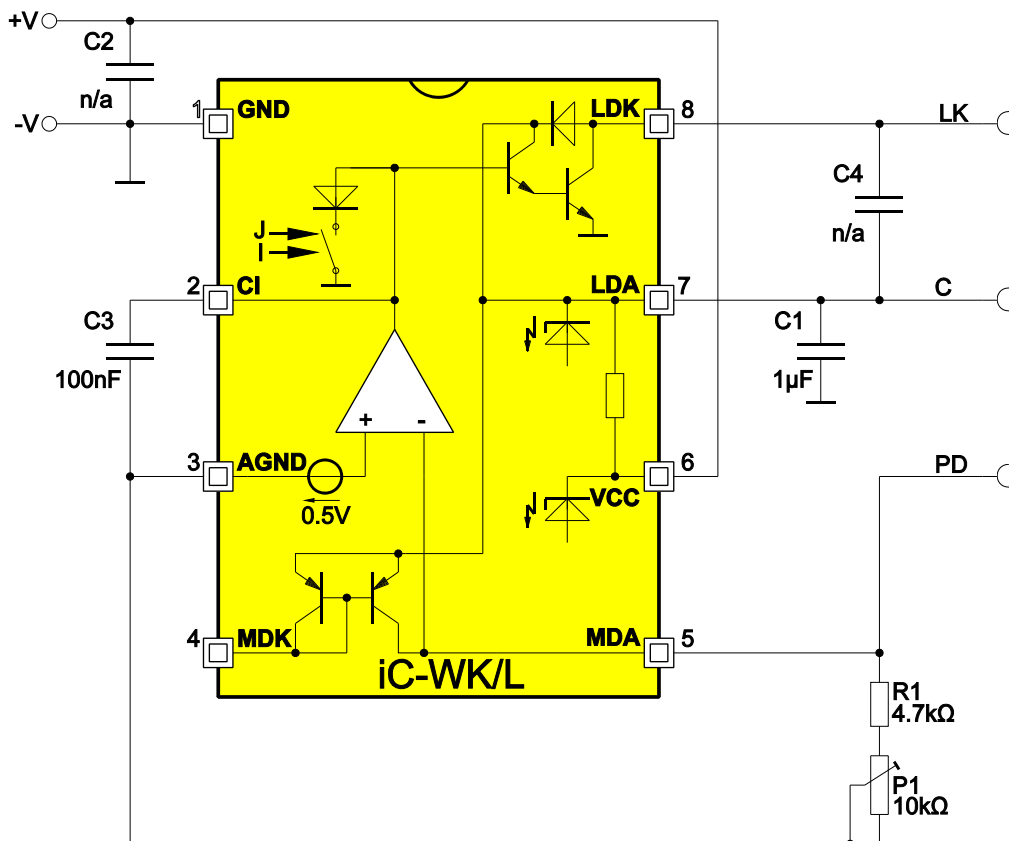 +V
C2
n/a
-V
1
GND
LDK
8
LK
C4
n/a
J
I
2
CI
LDA
7
C
C3
100nF
C1
1µF
+
-
3
AGND
0.5V
VCC
6
PD
4
MDK
MDA
5
iC-WK/L
R1
4.7kΩ
P1
10kΩ